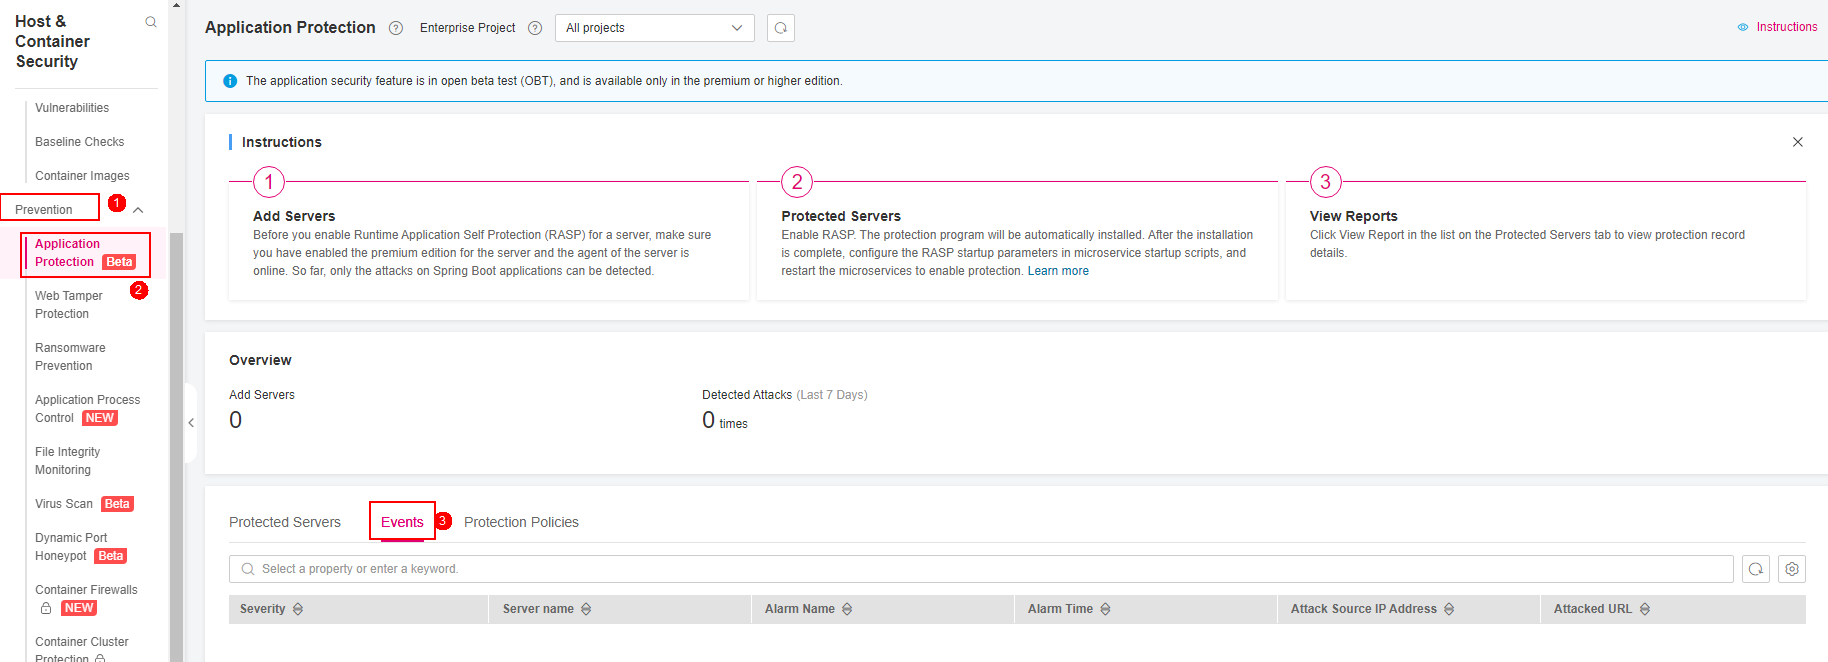 Host &
Container
Security
Vulnerabilities
Baseline Checks
Container Images
Prevention
1
Application
Protection Beta
2
Web Tamper
Protection
Ransomware
Prevention
Application Process
Control NEW
File Integrity
Monitoring
Virus Scan Beta
Dynamic Port
Honeypot Beta
Container Firewalls
NEW
Container Cluster
Protection
Application Protection ? Enterprise Project ? All projects
Instructions
The application security feature is in open beta test (OBT), and is available only in the premium or higher edition.
Instructions
1
Add Servers
Before you enable Runtime Application Self Protection (RASP) for a server, make sure
you have enabled the premium edition for the server and the agent of the server is
online. So far, only the attacks on Spring Boot applications can be detected.
2
Protected Servers
Enable RASP. The protection program will be automatically installed. After the installation
is complete, configure the RASP startup parameters in microservice startup scripts, and
restart the microservices to enable protection. Learn more
3
View Reports
Click View Report in the list on the Protected Servers tab to view protection record
details.
Overview
Add Servers
0
Detected Attacks (Last 7 Days)
0 times
Protected Servers
Events
3
Protection Policies
Select a property or enter a keyword.
Severity
Server name
Alarm Name
Alarm Time
Attack Source IP Address
Attacked URL